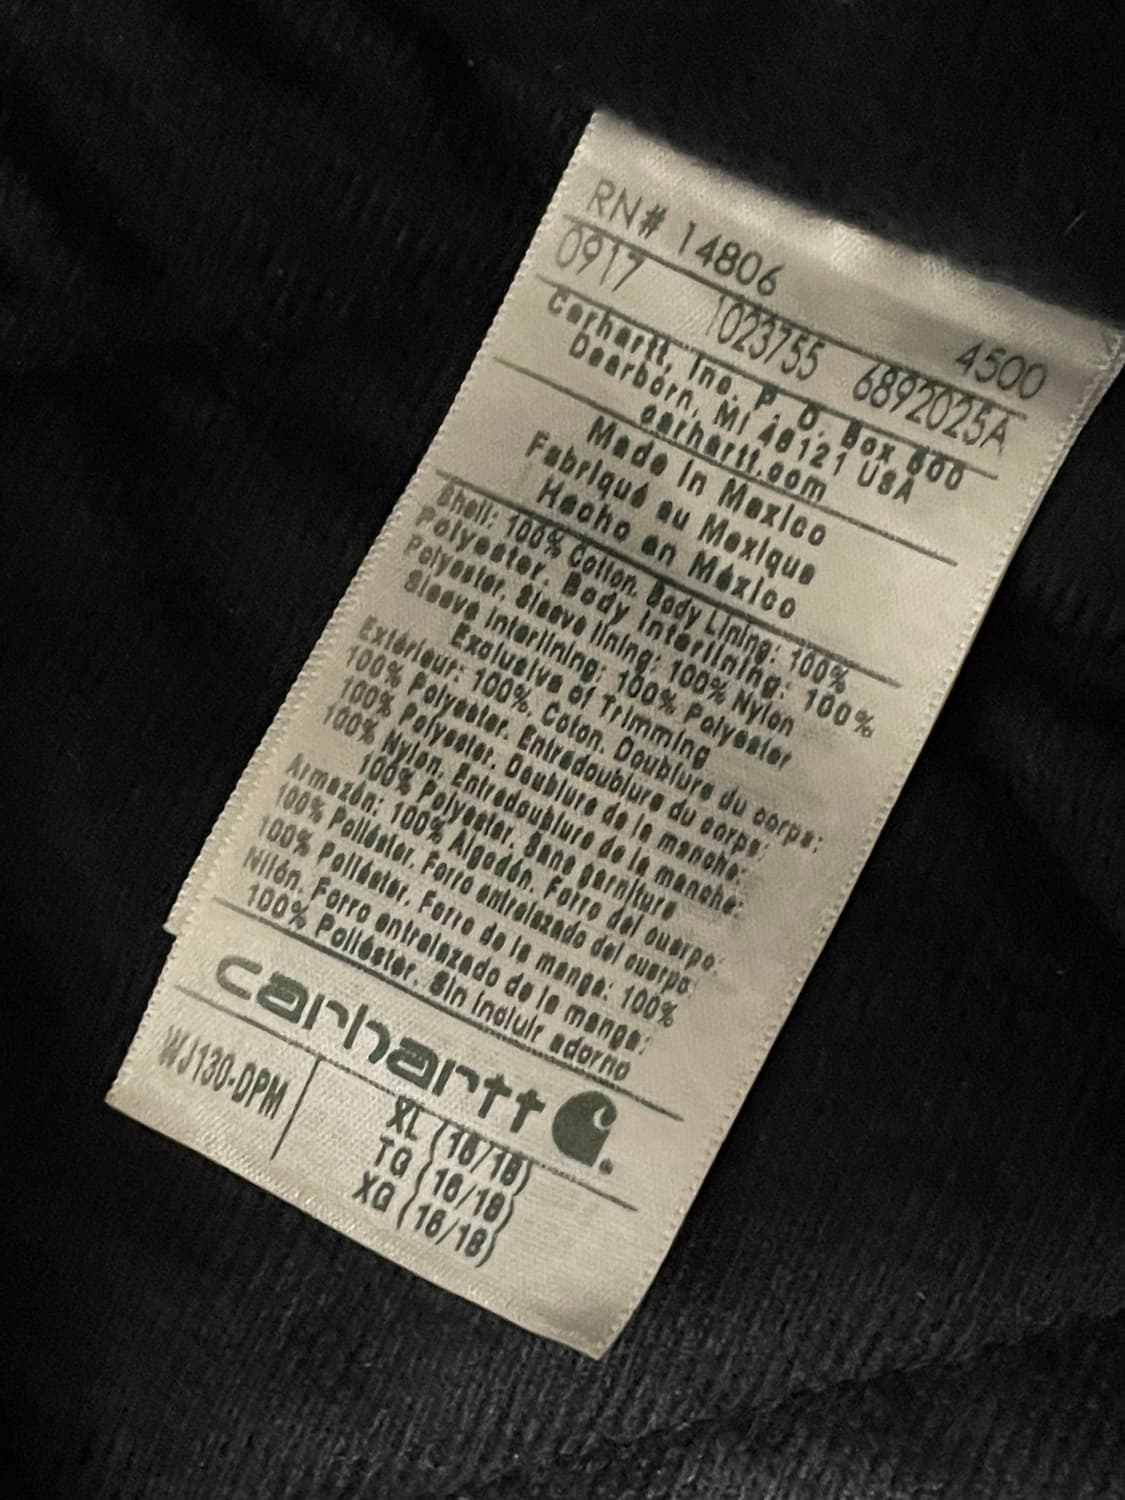 RN# 14806
4500
0917 1023755 6892025A
Carhartt, Inc. P. O. Box 600
Dearborn, MI 48121 USA
carhartt.com
Made in Mexico
Fabriqué au Mexique
Hecho en México
Shell: 100% Cotton. Body Lining: 100%
Polyester. Body Interlining: 100%
Polyester. Sleeve lining: 100% Nylon
Sleeve interlining: 100% Polyester
Exclusive of Trimming
Extérieur: 100%. Coton. Doublure du corps:
100% Polyester. Entredoublure du corps:
100% Polyester. Doublure de la manche:
100% Nylon. Entredoublure de la manche:
100% Polyester. Sans garniture
Armazón: 100% Algodón. Forro del cuerpo:
100% Poliéster. Forro entrelazado del cuerpo:
100% Poliéster. Forro de la manga: 100%
Nilón. Forro entrelazado de la manga:
100% Poliéster. Sin incluir adorno
carhartt
WJ130-DPM
XL (16/18)
TG (16/18)
XG (16/18)